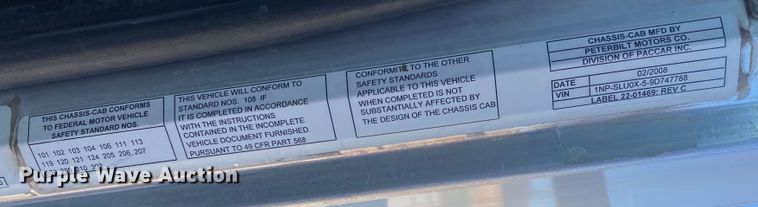 THIS CHASSIS-CAB CONFORMS
TO FEDERAL MOTOR VEHICLE
SAFETY STANDARD NOS.
101 102 103 104 106 111 113
119 120 121 124 205 206 207
302
THIS VEHICLE WILL CONFORM TO
STANDARD NOS. 108 IF
IT IS COMPLETED IN ACCORDANCE
WITH THE INSTRUCTIONS
CONTAINED IN THE INCOMPLETE
VEHICLE DOCUMENT FURNISHED.
PURSUANT TO 49 CFR PART 568
CONFORMITY TO THE OTHER
SAFETY STANDARDS
APPLICABLE TO THIS VEHICLE
WHEN COMPLETED IS NOT
SUBSTANTIALLY AFFECTED BY
THE DESIGN OF THE CHASSIS CAB
CHASSIS-CAB MFD BY
PETERBILT MOTORS CO.
DIVISION OF PACCAR INC.
DATE 02/2008
VIN 1NP-SLU0X-5-9D747788
LABEL 22-01469: REV C
Purple Wave Auction